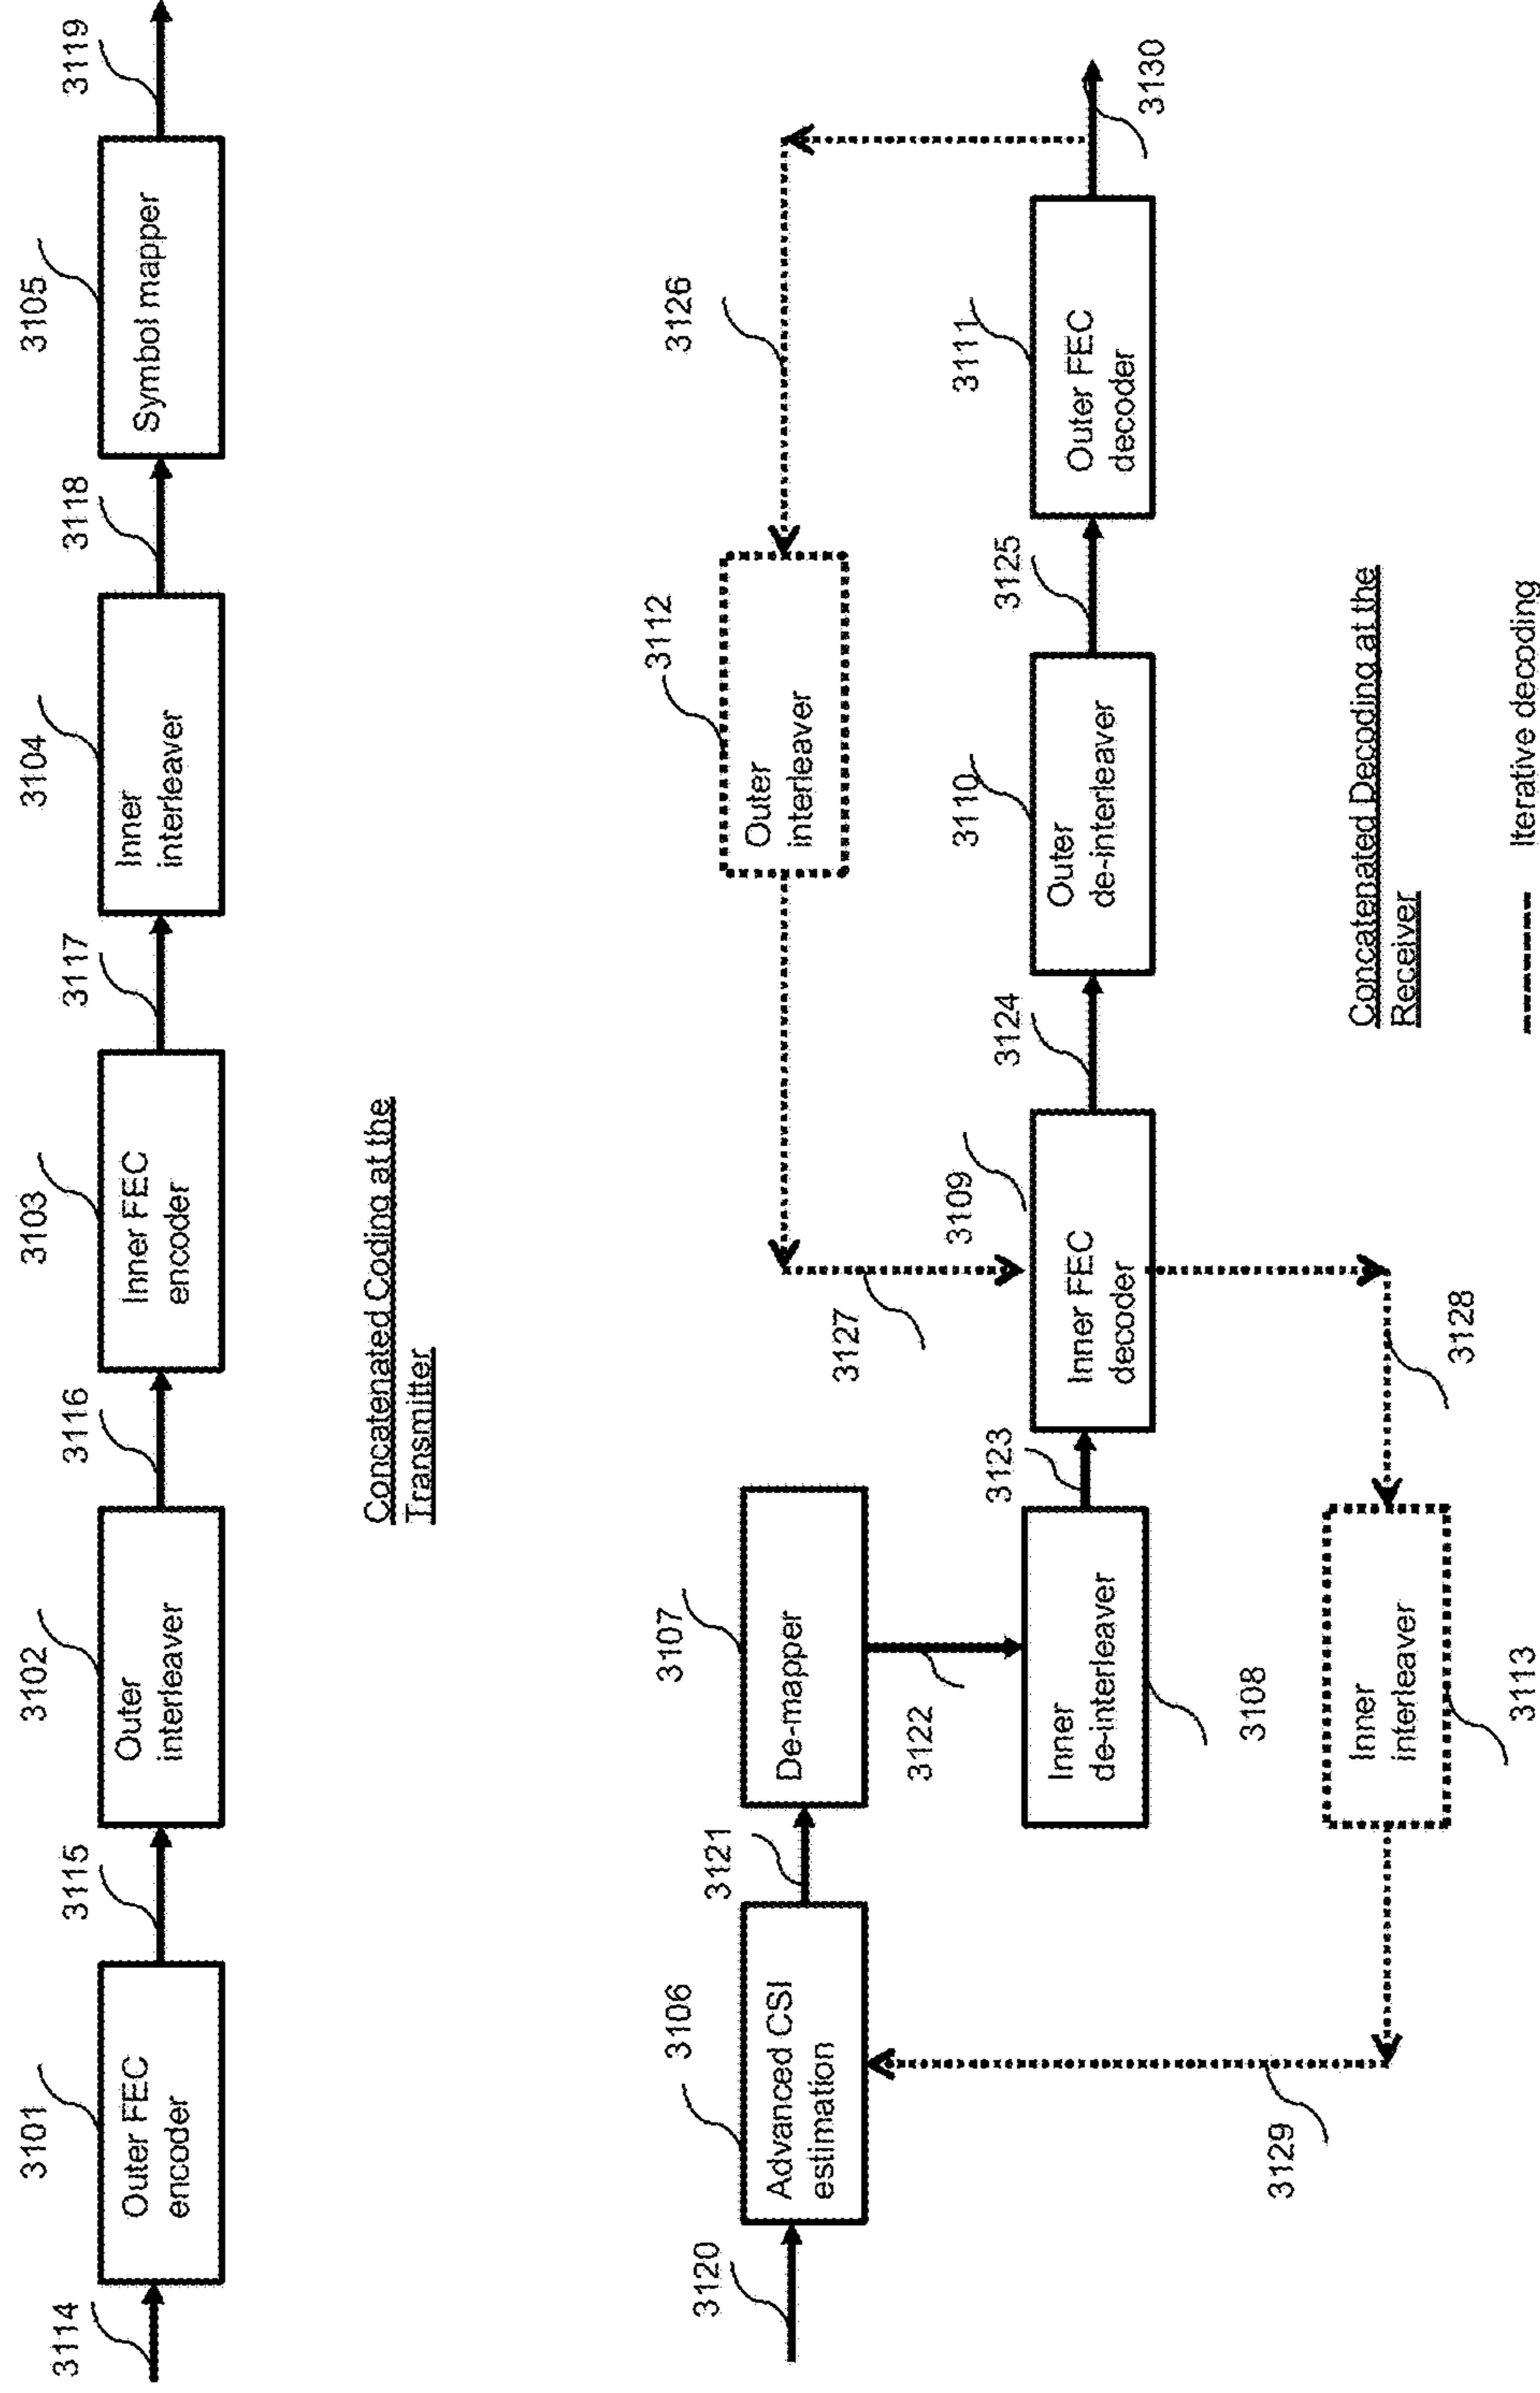 3114
3101
Outer FEC
encoder
3115
3102
Outer
interleaver
3116
3103
Inner FEC
encoder
3117
3104
Inner
interleaver
3118
3105
Symbol mapper
3119
Concatenated Coding at the
Transmitter
3120
3106
Advanced CSI
estimation
3121
3107
De-mapper
3122
Inner
de-interleaver
3108
3123
3109
Inner FEC
decoder
3124
3110
Outer
de-interleaver
3125
3111
Outer FEC
decoder
3130
3126
3112
Outer
interleaver
3127
3128
Inner
interleaver
3113
3129
Concatenated Decoding at the
Receiver
Iterative decoding